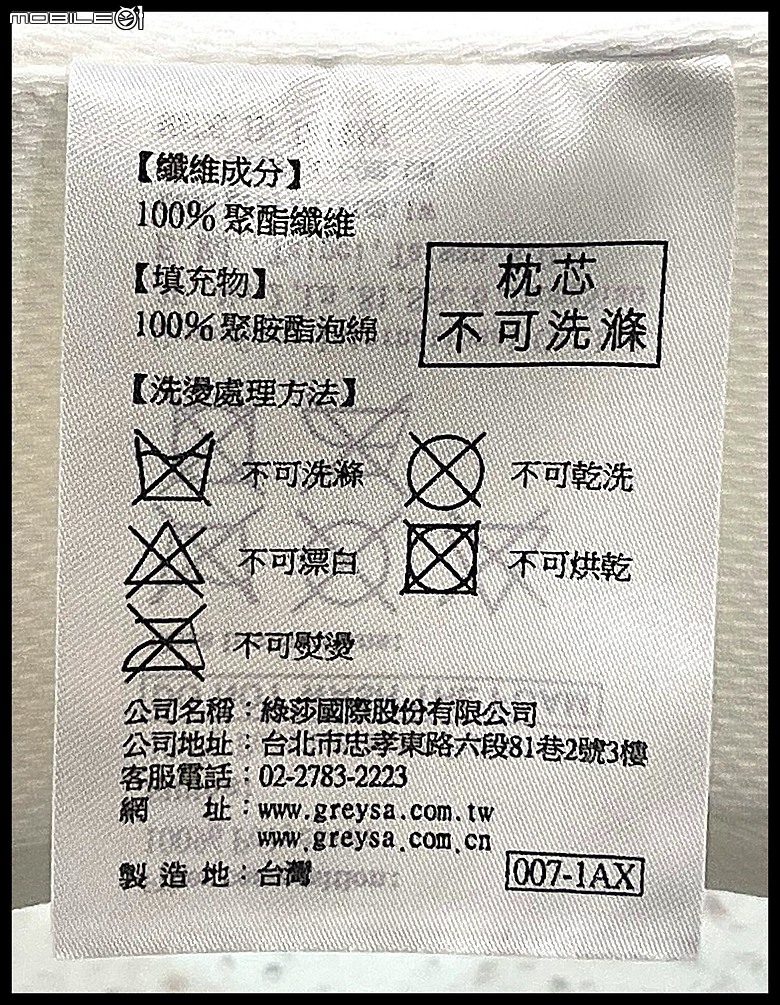 MOBILE01
【纖維成分】
100% 聚酯纖維
【填充物】
100% 聚胺酯泡綿
枕芯
不可洗滌
【洗燙處理方法】
不可洗滌
不可乾洗
不可漂白
不可烘乾
不可熨燙
公司名稱：綠莎國際股份有限公司
公司地址：台北市忠孝東路六段81巷2號3樓
客服電話：02-2783-2223
網　　址：www.greysa.com.tw
www.greysa.com.cn
製 造 地：台灣
007-1AX